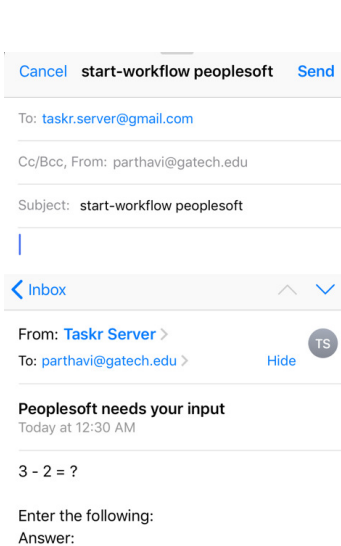 Cancel start-workflow peoplesoft Send
To: taskr.server@gmail.com
Cc/Bcc, From: parthavi@gatech.edu
Subject: start-workflow peoplesoft
Inbox
From: Taskr Server
TS
To: parthavi@gatech.edu Hide
Peoplesoft needs your input
Today at 12:30 AM
3 - 2 = ?
Enter the following:
Answer: